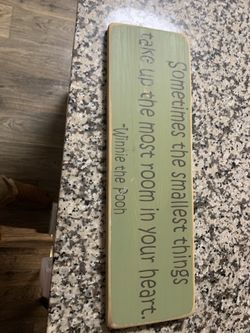 Sometimes the smallest things
take up the most room in your heart.
-Winnie the Pooh